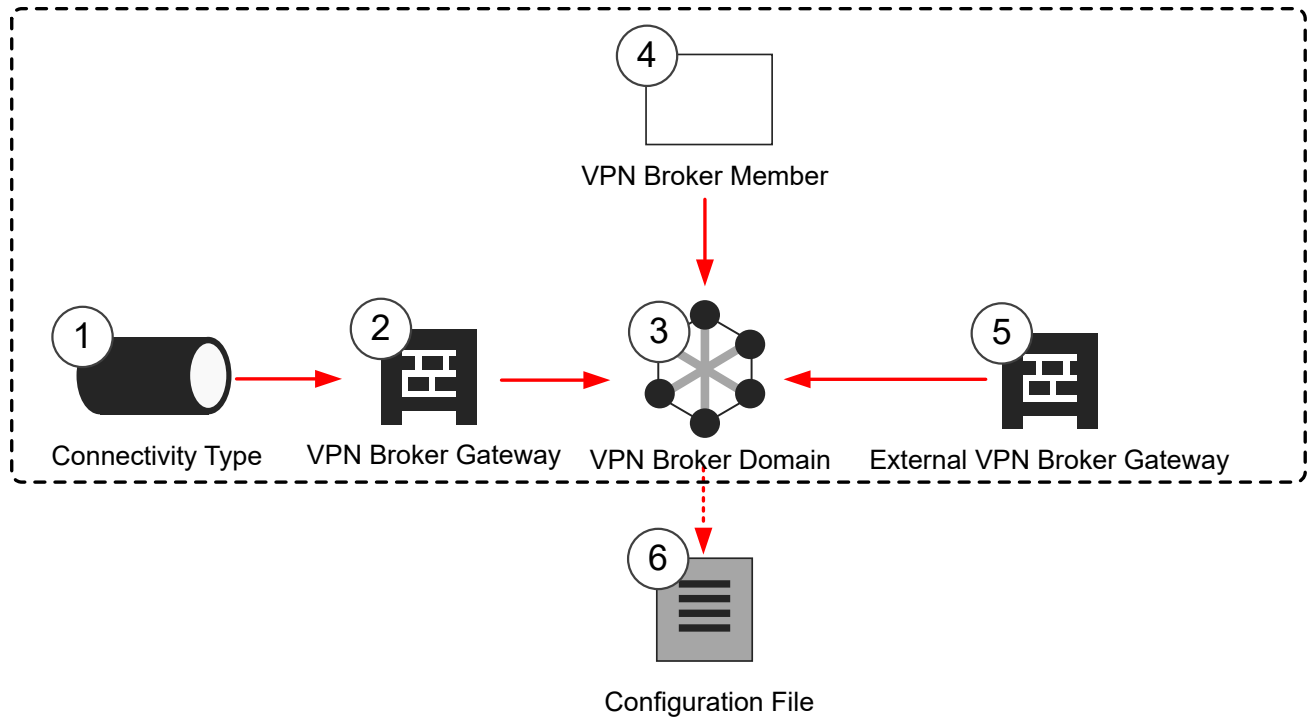 4
VPN Broker Member
1
2
3
5
Connectivity Type
VPN Broker Gateway
VPN Broker Domain
External VPN Broker Gateway
6
Configuration File